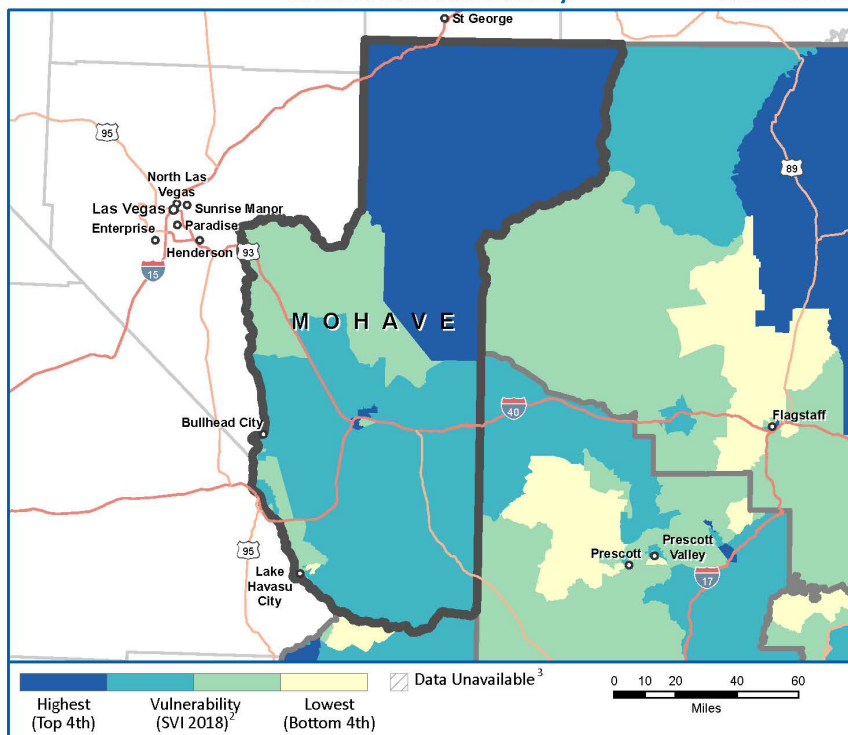 St George
95
89
North Las
Vegas
Las Vegas
Sunrise Manor
Paradise
Enterprise
Henderson
93
15
MOHAVE
40
Bullhead City
Flagstaff
95
Prescott
Valley
Prescott
Lake
Havasu
City
17
Highest
(Top 4th)
Vulnerability
(SVI 2018)²
Lowest
(Bottom 4th)
Data Unavailable³
0 10 20 40 60
Miles